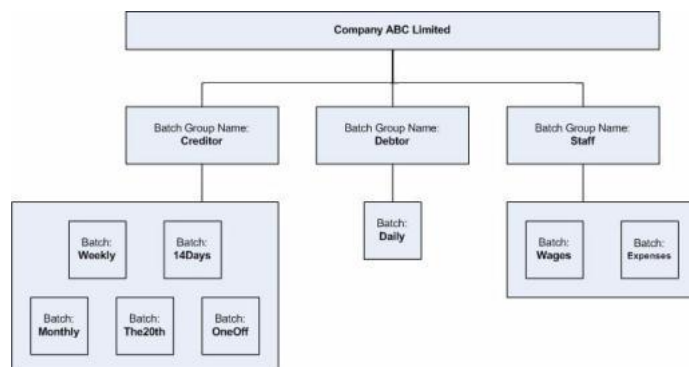 Company ABC Limited
Batch Group Name:
Creditor
Batch Group Name:
Debtor
Batch Group Name:
Staff
Batch:
Weekly
Batch:
14Days
Batch:
Monthly
Batch:
The20th
Batch:
OneOff
Batch:
Daily
Batch:
Wages
Batch:
Expenses